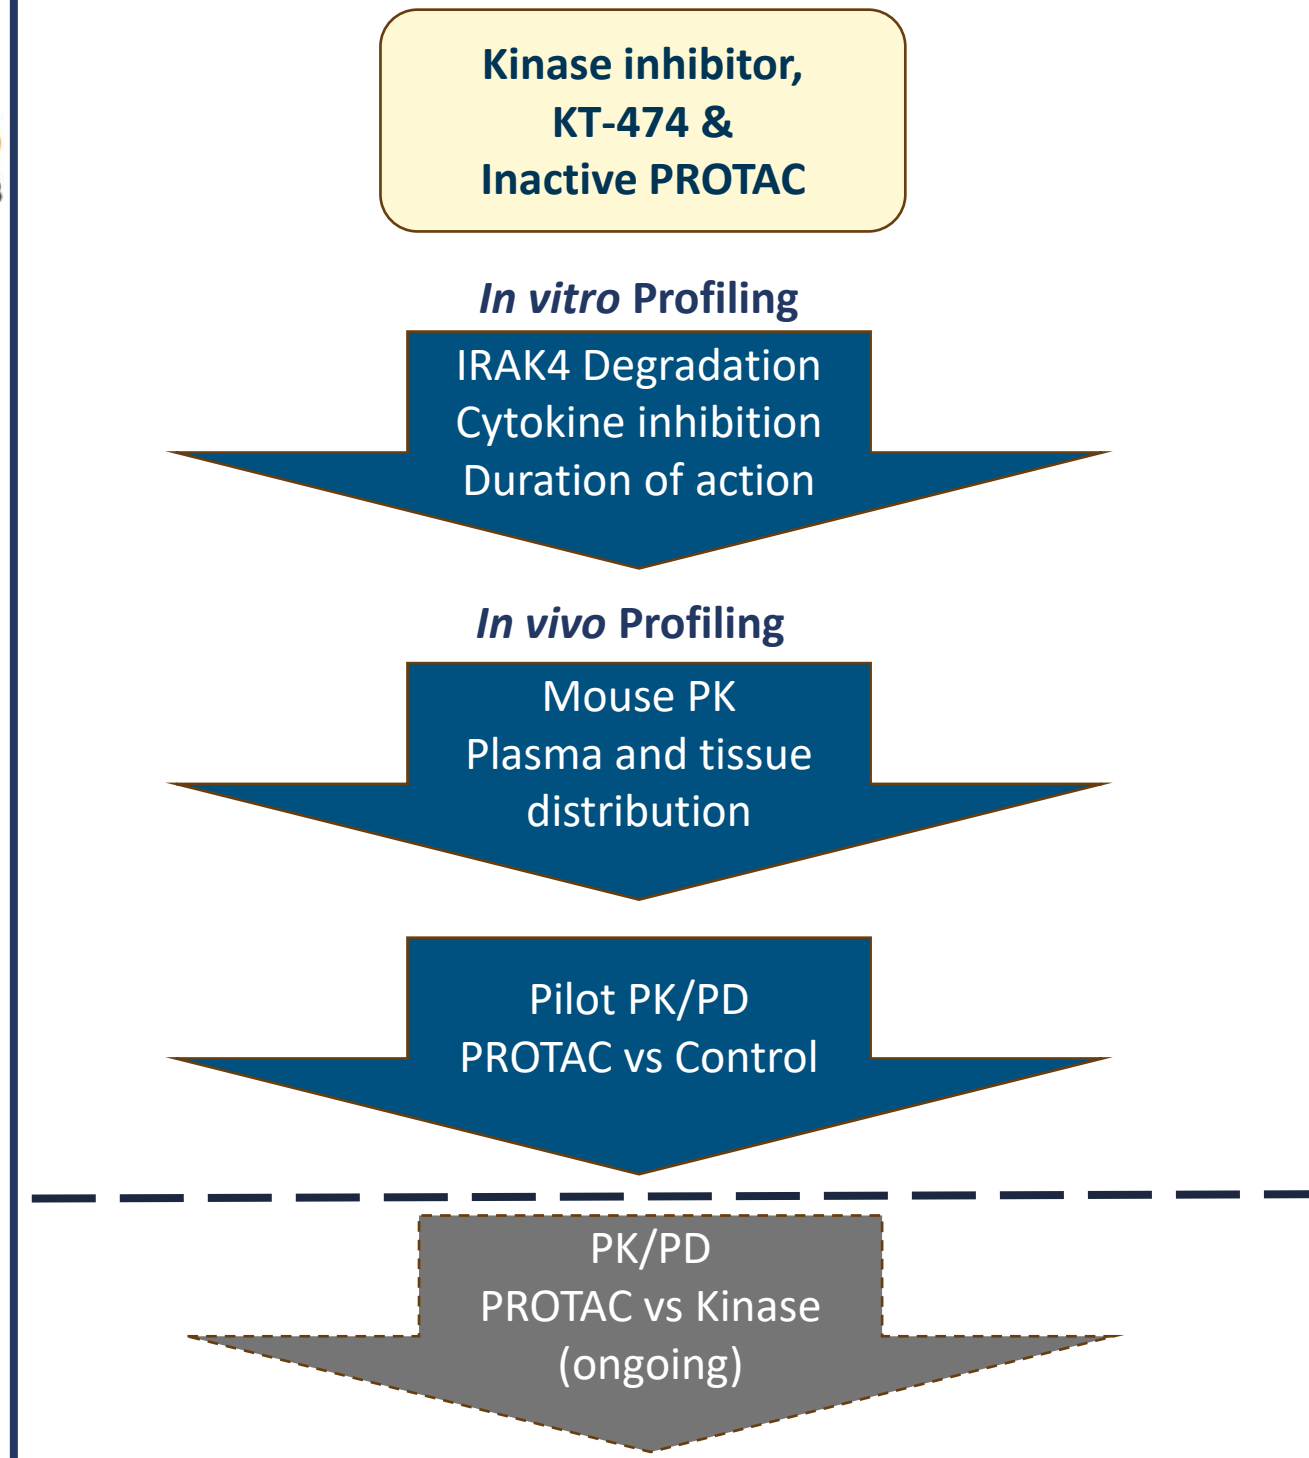 Kinase inhibitor,
KT-474 &
Inactive PROTAC
In vitro Profiling
IRAK4 Degradation
Cytokine inhibition
Duration of action
In vivo Profiling
Mouse PK
Plasma and tissue
distribution
Pilot PK/PD
PROTAC vs Control
PK/PD
PROTAC vs Kinase
(ongoing)